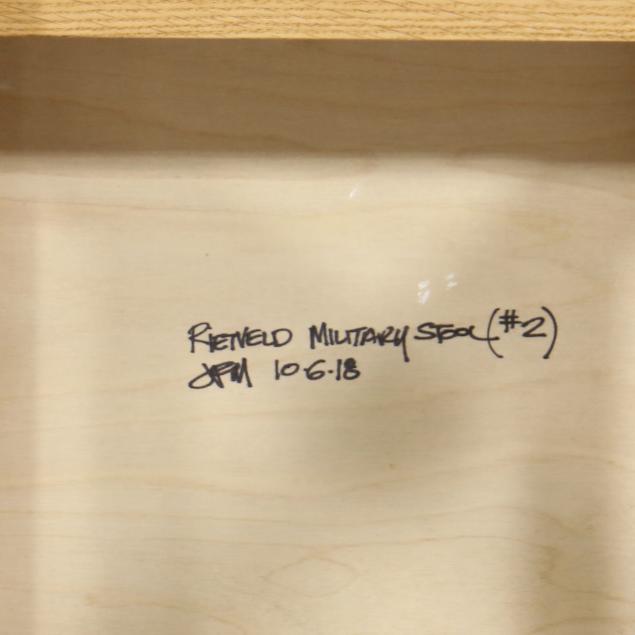 RIETVELD MILITARY STOOL (#2)
JPM 10-6-18